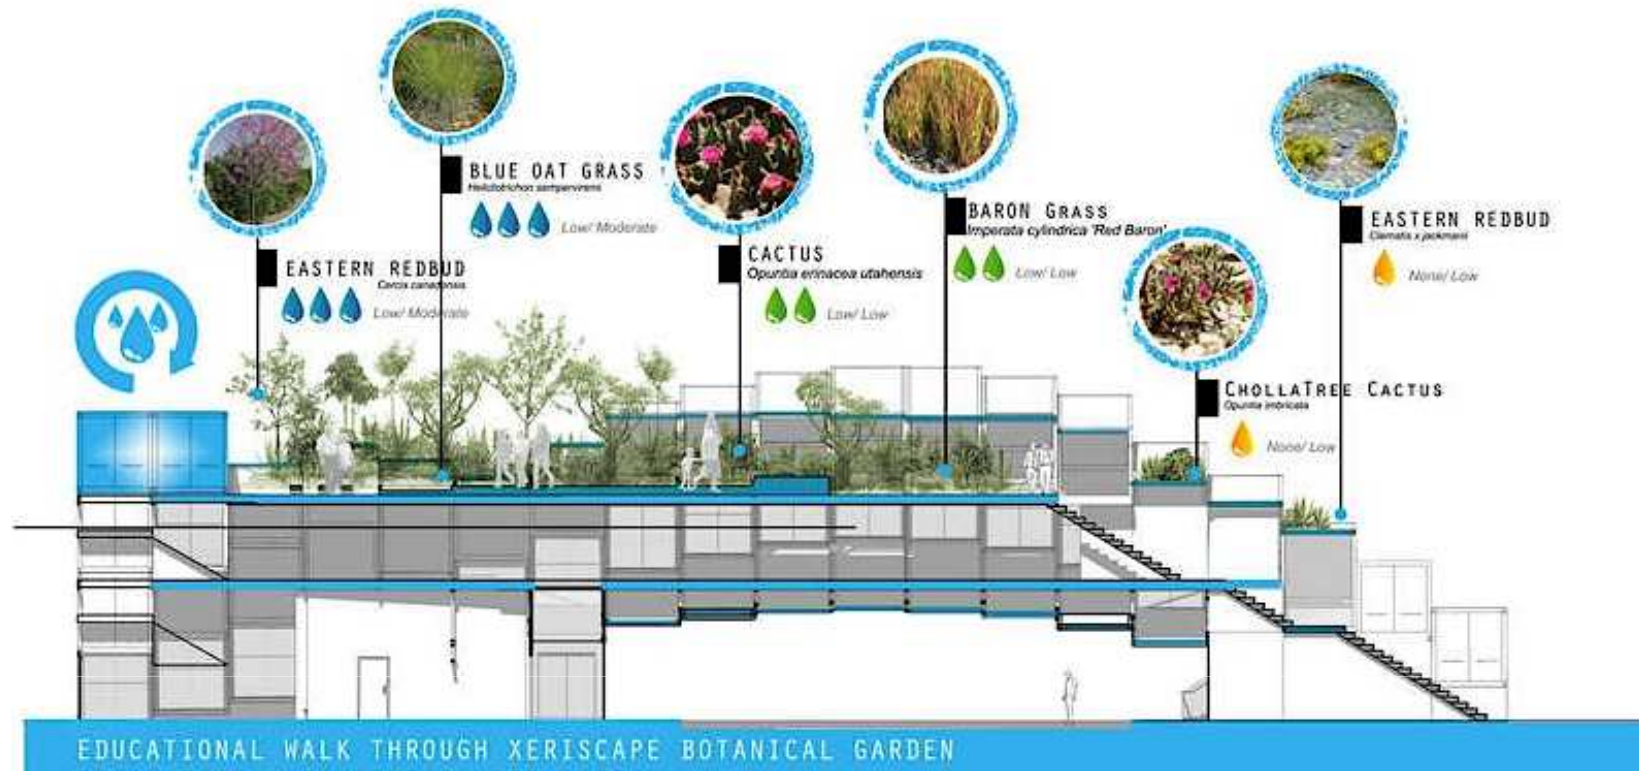 BLUE OAT GRASS
Helictotrichon sempervirens
Low/ Moderate
BARON GRASS
Imperata cylindrica 'Red Baron'
Low/ Low
EASTERN REDBUD
Clematis x jackmanii
None/ Low
EASTERN REDBUD
Cercis canadensis
Low/ Moderate
CACTUS
Opuntia erinacea utahensis
Low/ Low
CHOLLATREE CACTUS
Opuntia imbricata
None/ Low
EDUCATIONAL WALK THROUGH XERISCAPE BOTANICAL GARDEN